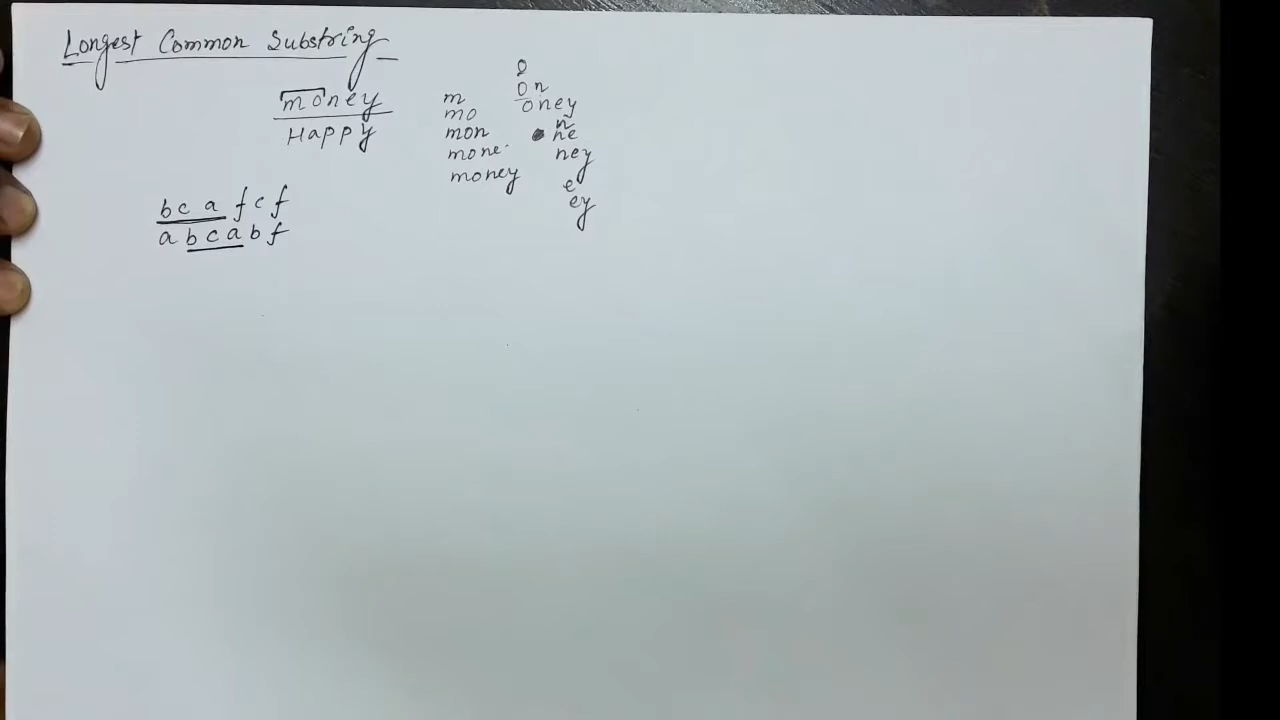 Longest Common Substring
money
Happy
m
mo
mon
mone
money
o
on
oney
n
ne
ney
e
ey
bcafcf
abcabf